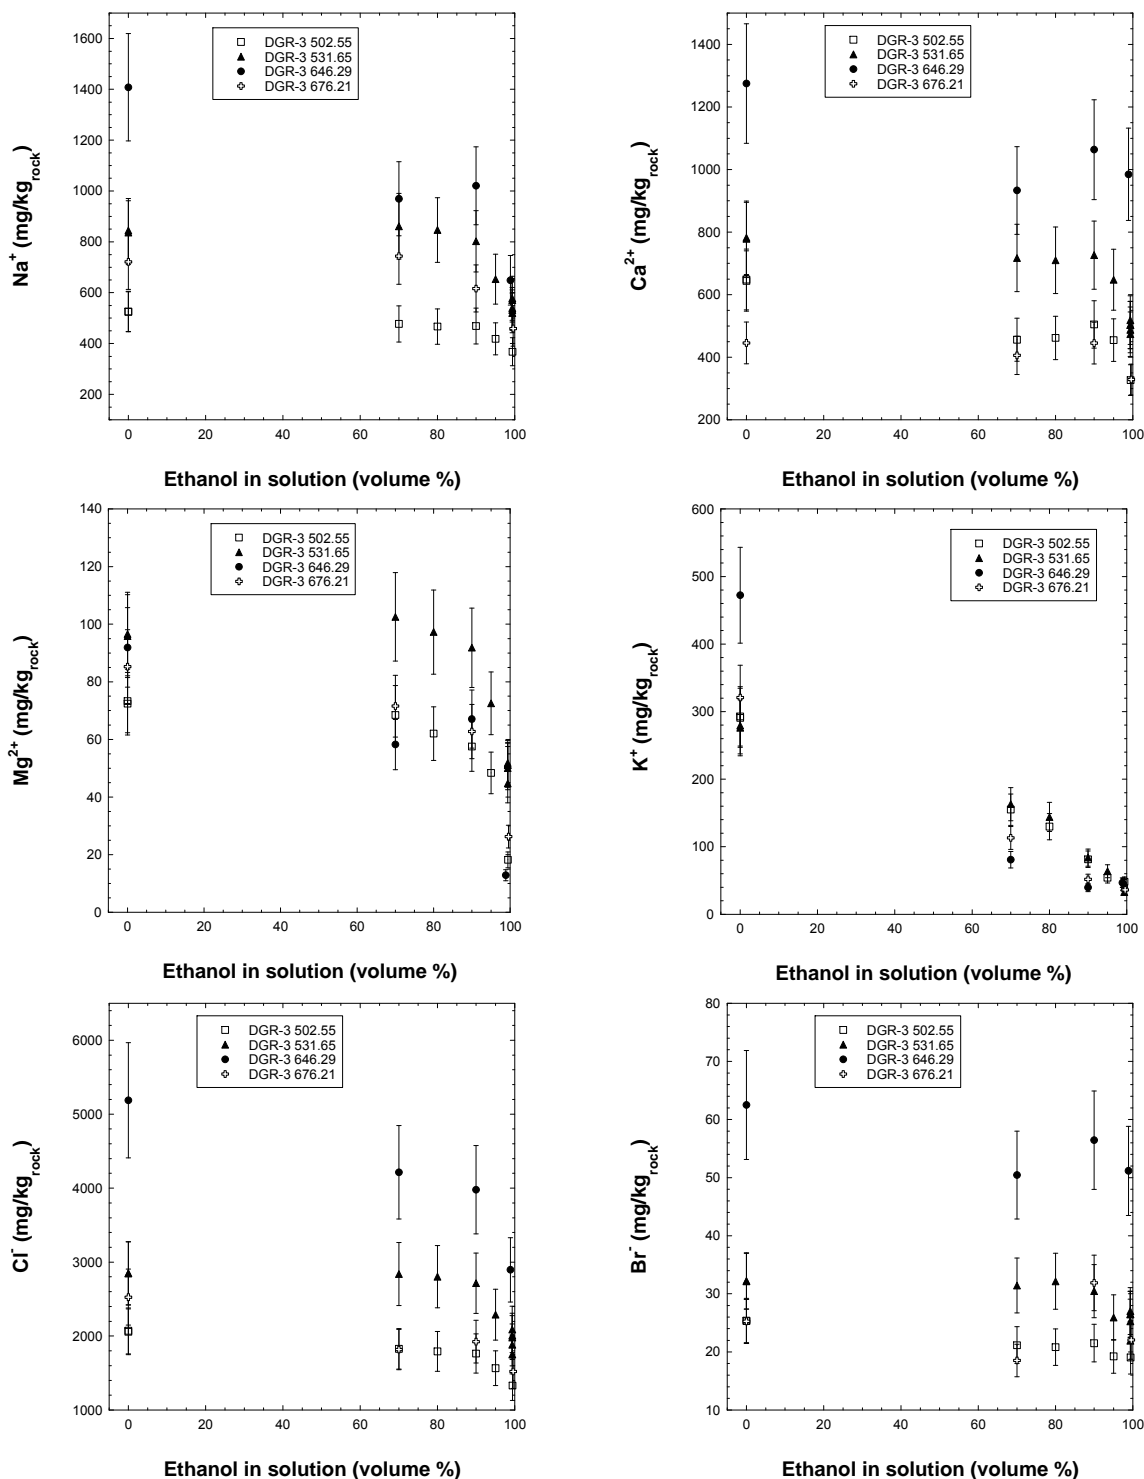 1600
1400
1200
1000
800
600
400
200
Na+ (mg/kgrock)
DGR-3 502.55
DGR-3 531.65
DGR-3 646.29
DGR-3 676.21
0 20 40 60 80 100
Ethanol in solution (volume %)
1400
1200
1000
800
600
400
200
Ca2+ (mg/kgrock)
DGR-3 502.55
DGR-3 531.65
DGR-3 646.29
DGR-3 676.21
0 20 40 60 80 100
Ethanol in solution (volume %)
140
120
100
80
60
40
20
0
Mg2+ (mg/kgrock)
DGR-3 502.55
DGR-3 531.65
DGR-3 646.29
DGR-3 676.21
0 20 40 60 80 100
Ethanol in solution (volume %)
600
500
400
300
200
100
0
K+ (mg/kgrock)
DGR-3 502.55
DGR-3 531.65
DGR-3 646.29
DGR-3 676.21
0 20 40 60 80 100
Ethanol in solution (volume %)
6000
5000
4000
3000
2000
1000
Cl- (mg/kgrock)
DGR-3 502.55
DGR-3 531.65
DGR-3 646.29
DGR-3 676.21
0 20 40 60 80 100
Ethanol in solution (volume %)
80
70
60
50
40
30
20
10
Br- (mg/kgrock)
DGR-3 502.55
DGR-3 531.65
DGR-3 646.29
DGR-3 676.21
0 20 40 60 80 100
Ethanol in solution (volume %)